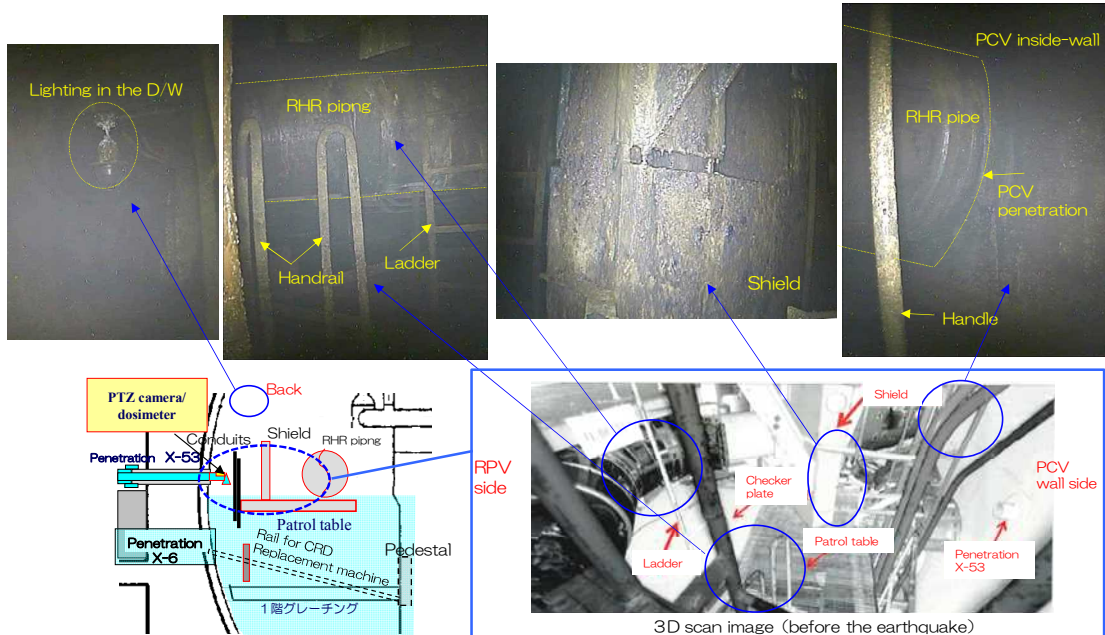 Lighting in the D/W
RHR pipng
Handrail
Ladder
Shield
PCV inside-wall
RHR pipe
PCV
penetration
Handle
PTZ camera/
dosimeter
Back
Conduits
Shield
RHR pipng
Penetration X-53
Patrol table
Penetration
X-6
Rail for CRD
Replacement machine
Pedestal
1階グレーチング
RPV
side
Shield
Checker
plate
PCV
wall side
Ladder
Patrol table
Penetration
X-53
3D scan image (before the earthquake)